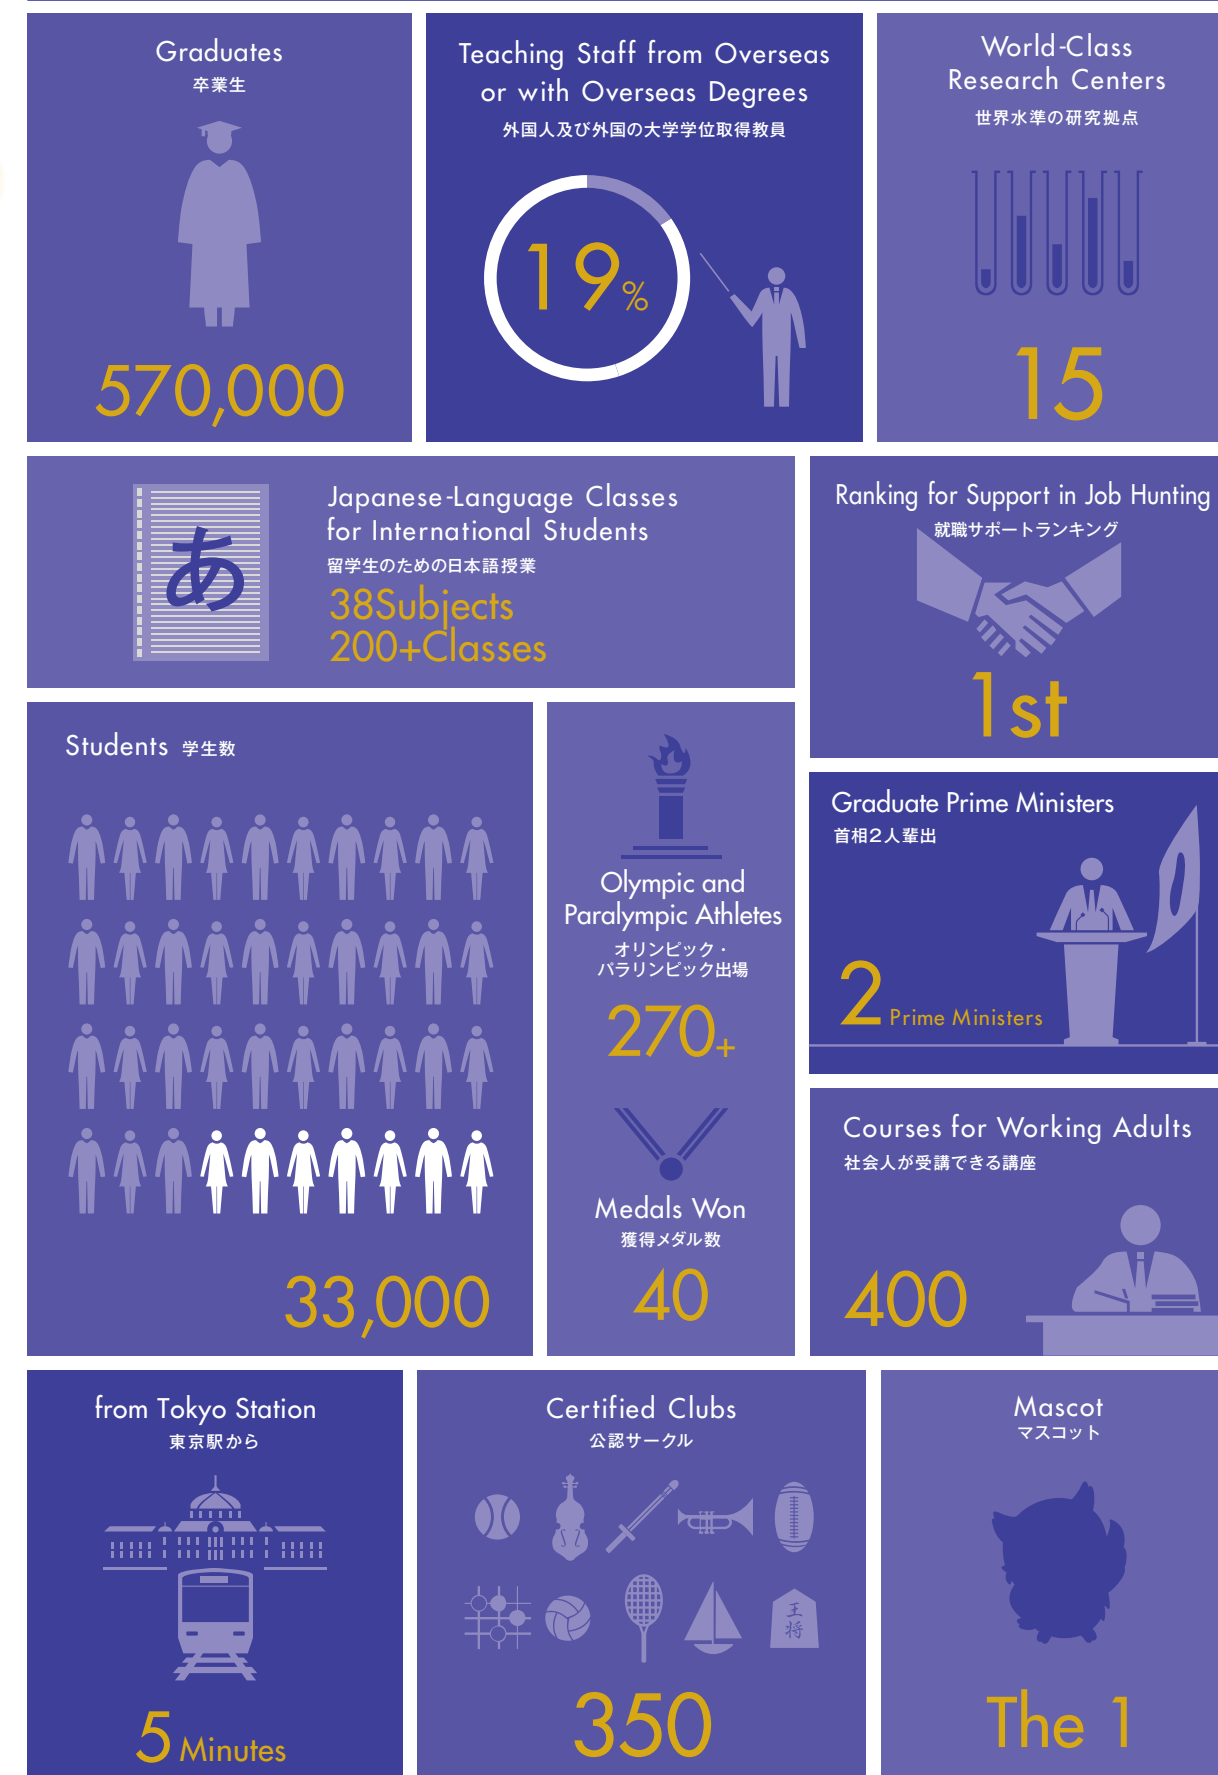 Graduates
卒業生
570,000
Teaching Staff from Overseas
or with Overseas Degrees
外国人及び外国の大学学位取得教員
19%
World-Class
Research Centers
世界水準の研究拠点
15
あ
Japanese-Language Classes
for International Students
留学生のための日本語授業
38Subjects
200+Classes
Ranking for Support in Job Hunting
就職サポートランキング
1st
Students 学生数
33,000
Olympic and
Paralympic Athletes
オリンピック・
パラリンピック出場
270+
Medals Won
獲得メダル数
40
Graduate Prime Ministers
首相2人輩出
2 Prime Ministers
Courses for Working Adults
社会人が受講できる講座
400
from Tokyo Station
東京駅から
5 Minutes
Certified Clubs
公認サークル
王
将
350
Mascot
マスコット
The 1